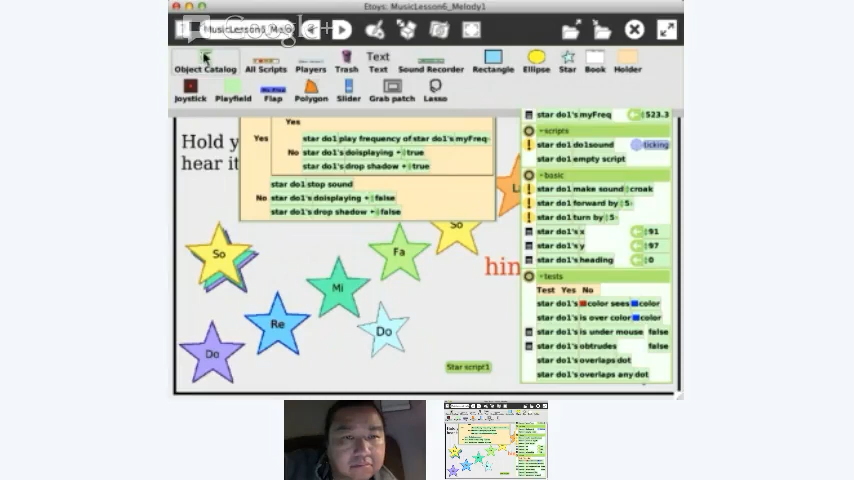 Etoys: MusicLesson6_Melody1
MusicLesson6_Melo
Google+
Object Catalog
All Scripts
Players
Trash
Text
Text
Sound Recorder
Rectangle
Ellipse
Star
Book
Holder
Joystick
Playfield
Flap
Polygon
Slider
Grab patch
Lasso
Hold y
hear it
Yes
Yes
star do1 play frequency of star do1's myFreq
No star do1's doisplaying true
star do1's drop shadow true
star do1 stop sound
No star do1's doisplaying false
star do1's drop shadow false
star do1's myFreq 523.3
scripts
star do1 do1sound ticking
star do1 empty script
basic
star do1 make sound croak
star do1 forward by 5
star do1 turn by 5
star do1's x 91
star do1's y 97
star do1's heading 0
tests
Test Yes No
star do1's color sees color
star do1's is over color color
star do1's is under mouse false
star do1's obtrudes false
star do1's overlaps dot
star do1's overlaps any dot
So
Do
Re
Mi
Fa
So
L
Do
hin
Star script1